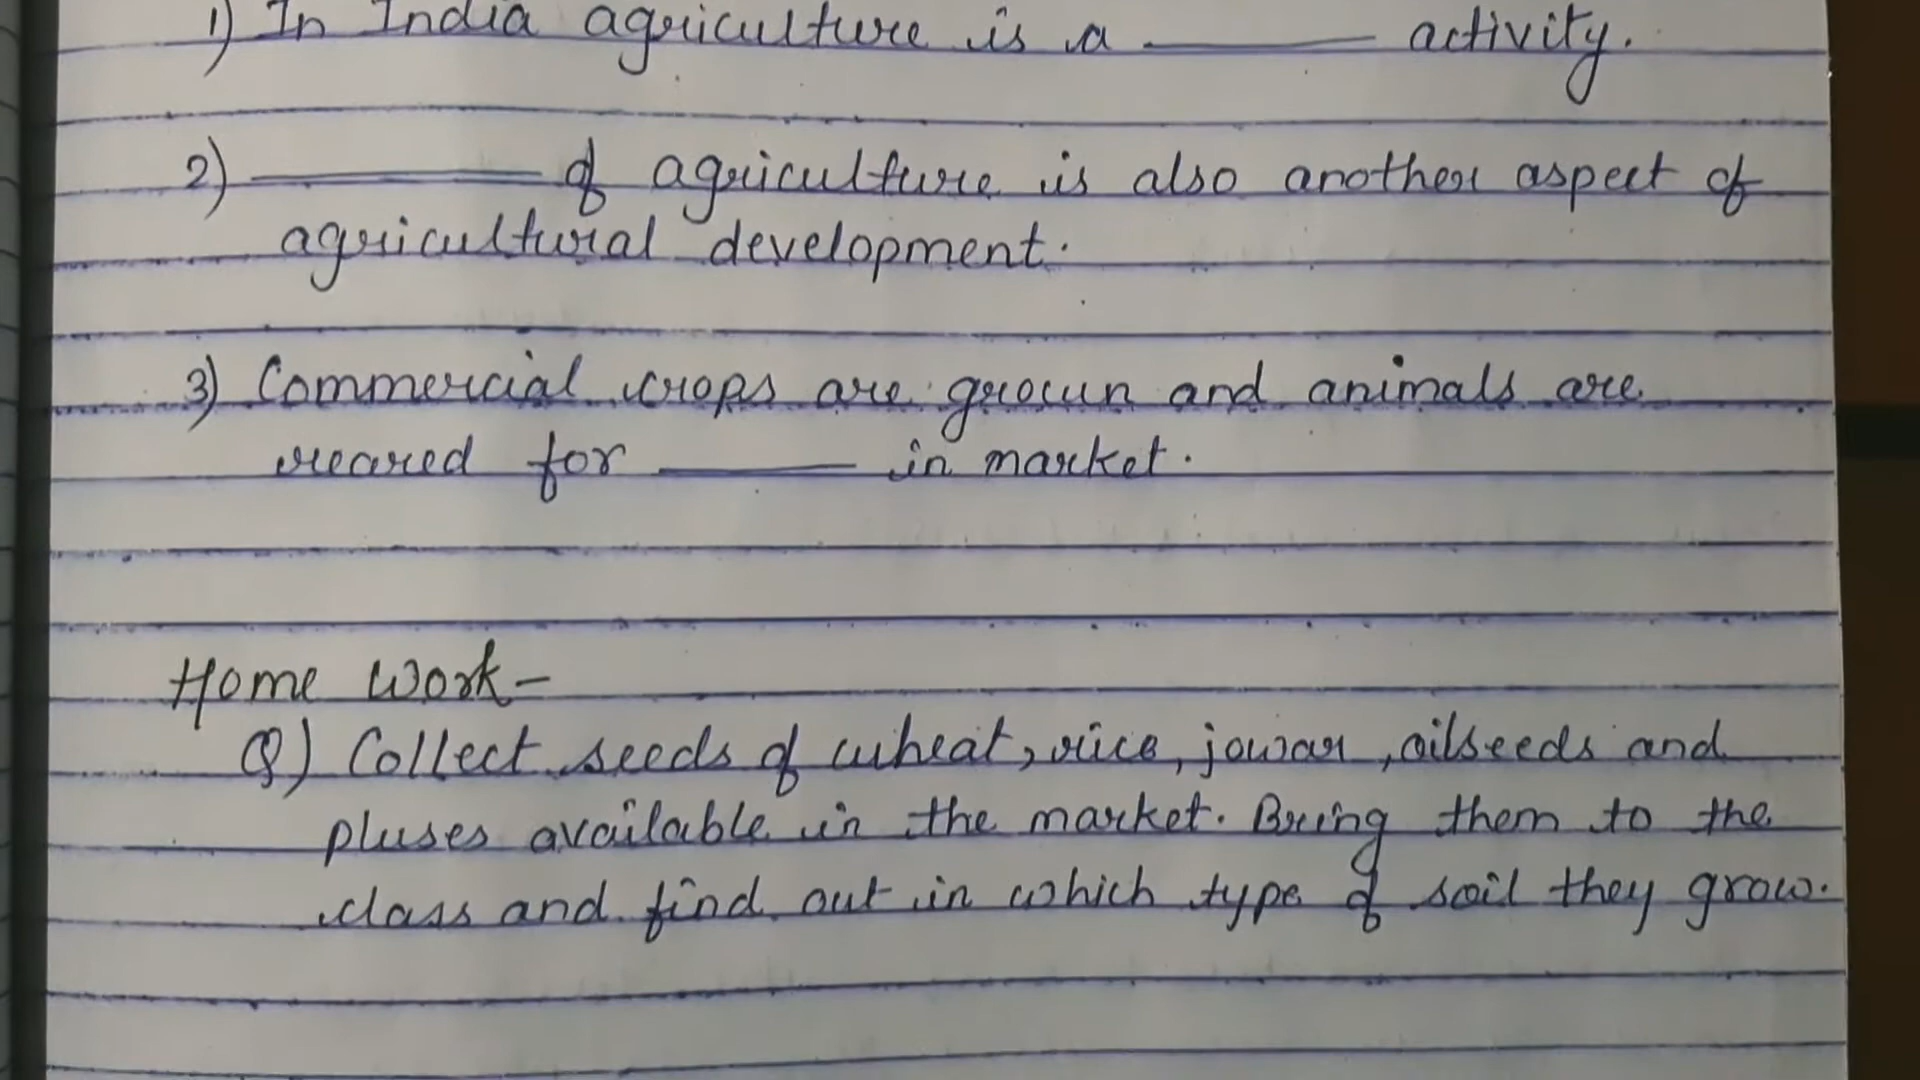 1) In India agriculture is a ______ activity.
2) ______ of agriculture is also another aspect of
agricultural development.
3) Commercial crops are grown and animals are
reared for ______ in market.
Home Work -
Q) Collect seeds of wheat, rice, jowar, oilseeds and
pluses available in the market. Bring them to the
class and find out in which type of soil they grow.